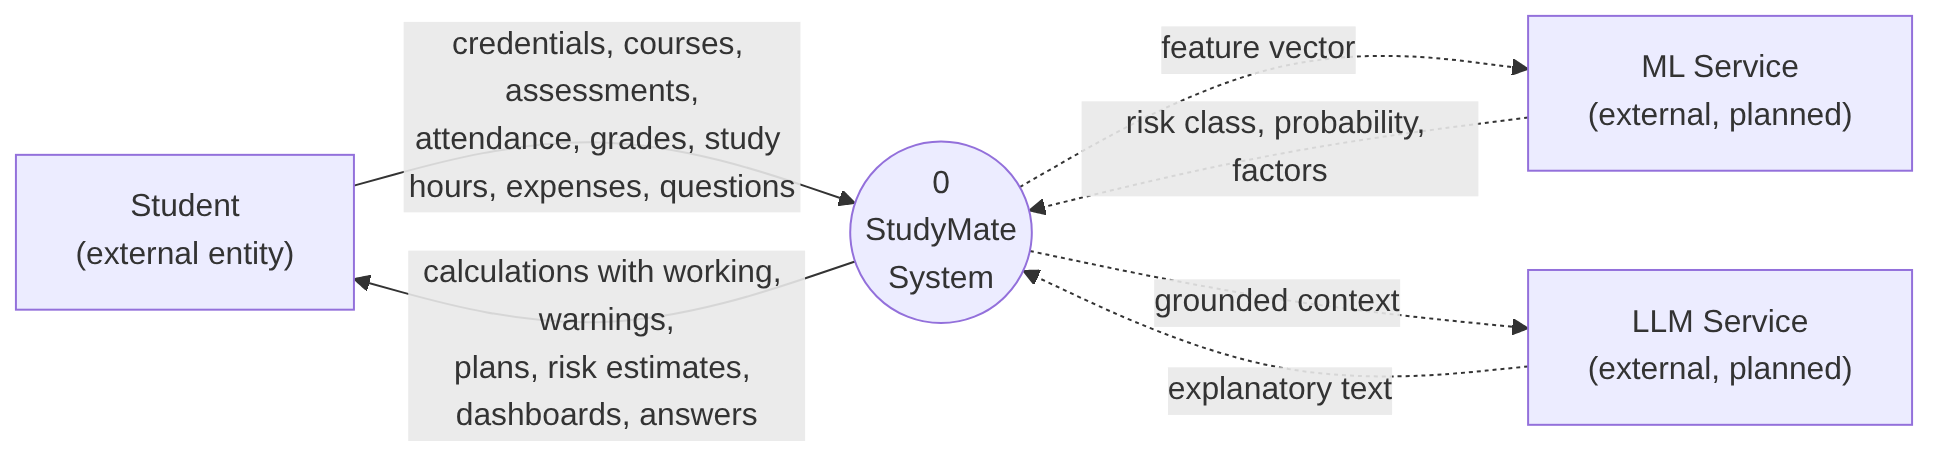 Student
(external entity)
credentials, courses,
assessments,
attendance, grades, study
hours, expenses, questions
calculations with working,
warnings,
plans, risk estimates,
dashboards, answers
0
StudyMate
System
feature vector
risk class, probability,
factors
grounded context
explanatory text
ML Service
(external, planned)
LLM Service
(external, planned)